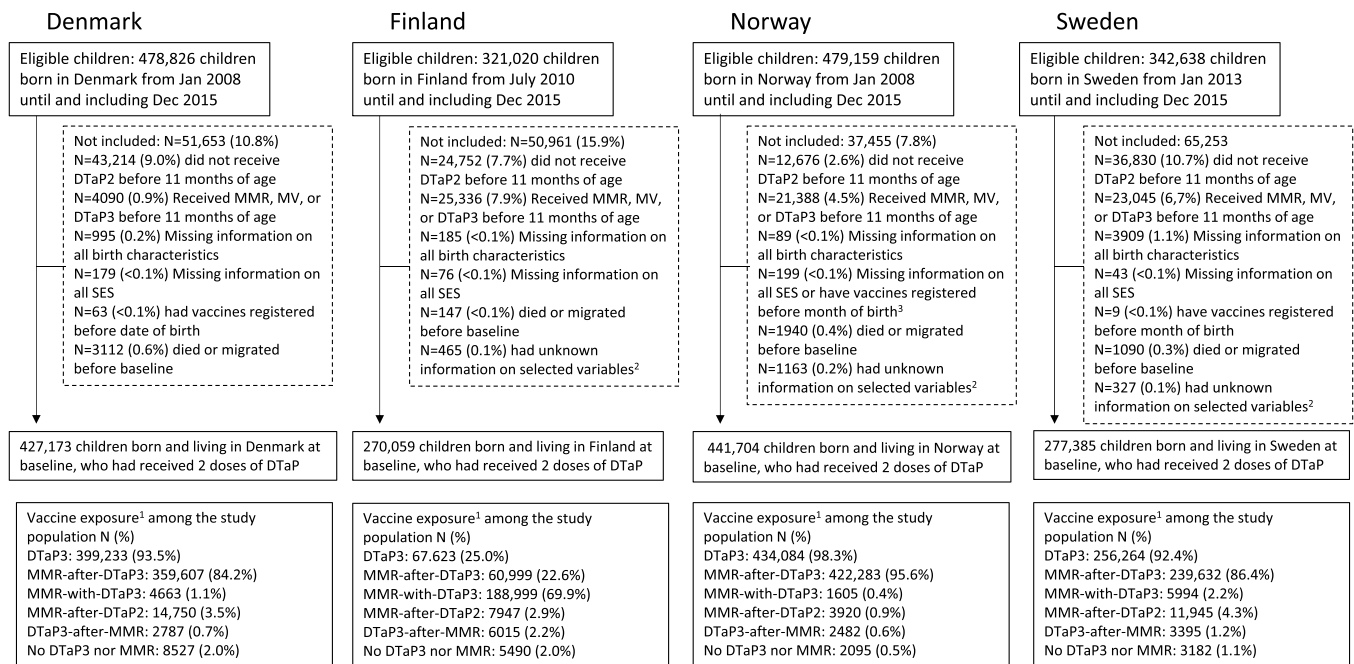 Denmark
Eligible children: 478,826 children
born in Denmark from Jan 2008
until and including Dec 2015
Not included: N=51,653 (10.8%)
N=43,214 (9.0%) did not receive
DTaP2 before 11 months of age
N=4090 (0.9%) Received MMR, MV, or
DTaP3 before 11 months of age
N=995 (0.2%) Missing information on
all birth characteristics
N=179 (<0.1%) Missing information on
all SES
N=63 (<0.1%) had vaccines registered
before date of birth
N=3112 (0.6%) died or migrated
before baseline
427,173 children born and living in Denmark at
baseline, who had received 2 doses of DTaP
Vaccine exposure¹ among the study
population N (%)
DTaP3: 399,233 (93.5%)
MMR-after-DTaP3: 359,607 (84.2%)
MMR-with-DTaP3: 4663 (1.1%)
MMR-after-DTaP2: 14,750 (3.5%)
DTaP3-after-MMR: 2787 (0.7%)
No DTaP3 nor MMR: 8527 (2.0%)
Finland
Eligible children: 321,020 children
born in Finland from July 2010
until and including Dec 2015
Not included: N=50,961 (15.9%)
N=24,752 (7.7%) did not receive
DTaP2 before 11 months of age
N=25,336 (7.9%) Received MMR, MV,
or DTaP3 before 11 months of age
N=185 (<0.1%) Missing information on
all birth characteristics
N=76 (<0.1%) Missing information on
all SES
N=147 (<0.1%) died or migrated
before baseline
N=465 (0.1%) had unknown
information on selected variables²
270,059 children born and living in Finland at
baseline, who had received 2 doses of DTaP
Vaccine exposure¹ among the study
population N (%)
DTaP3: 67.623 (25.0%)
MMR-after-DTaP3: 60,999 (22.6%)
MMR-with-DTaP3: 188,999 (69.9%)
MMR-after-DTaP2: 7947 (2.9%)
DTaP3-after-MMR: 6015 (2.2%)
No DTaP3 nor MMR: 5490 (2.0%)
Norway
Eligible children: 479,159 children
born in Norway from Jan 2008
until and including Dec 2015
Not included: 37,455 (7.8%)
N=12,676 (2.6%) did not receive
DTaP2 before 11 months of age
N=21,388 (4.5%) Received MMR, MV,
or DTaP3 before 11 months of age
N=89 (<0.1%) Missing information on
all birth characteristics
N=199 (<0.1%) Missing information on
all SES or have vaccines registered
before month of birth³
N=1940 (0.4%) died or migrated
before baseline
N=1163 (0.2%) had unknown
information on selected variables²
441,704 children born and living in Norway at
baseline, who had received 2 doses of DTaP
Vaccine exposure¹ among the study
population N (%)
DTaP3: 434,084 (98.3%)
MMR-after-DTaP3: 422,283 (95.6%)
MMR-with-DTaP3: 1605 (0.4%)
MMR-after-DTaP2: 3920 (0.9%)
DTaP3-after-MMR: 2482 (0.6%)
No DTaP3 nor MMR: 2095 (0.5%)
Sweden
Eligible children: 342,638 children
born in Sweden from Jan 2013
until and including Dec 2015
Not included: 65,253
N=36,830 (10.7%) did not receive
DTaP2 before 11 months of age
N=23,045 (6,7%) Received MMR, MV,
or DTaP3 before 11 months of age
N=3909 (1.1%) Missing information on
all birth characteristics
N=43 (<0.1%) Missing information on
all SES
N=9 (<0.1%) have vaccines registered
before month of birth
N=1090 (0.3%) died or migrated
before baseline
N=327 (0.1%) had unknown
information on selected variables²
277,385 children born and living in Sweden at
baseline, who had received 2 doses of DTaP
Vaccine exposure¹ among the study
population N (%)
DTaP3: 256,264 (92.4%)
MMR-after-DTaP3: 239,632 (86.4%)
MMR-with-DTaP3: 5994 (2.2%)
MMR-after-DTaP2: 11,945 (4.3%)
DTaP3-after-MMR: 3395 (1.2%)
No DTaP3 nor MMR: 3182 (1.1%)